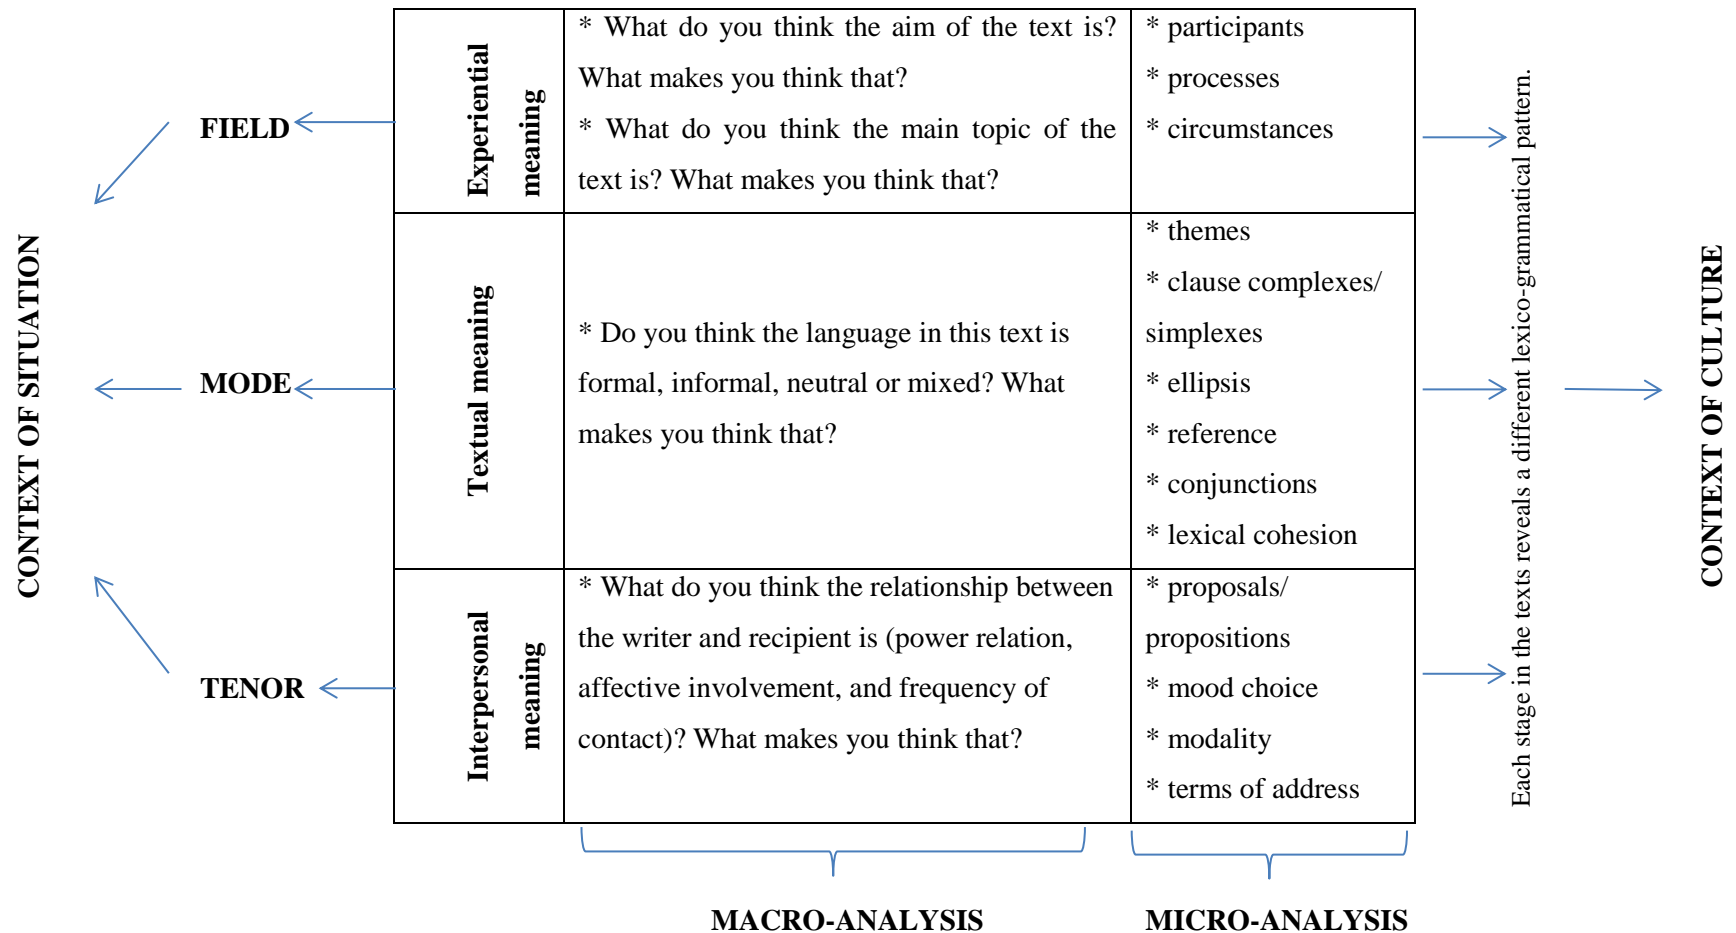 CONTEXT OF SITUATION
FIELD
MODE
TENOR
Experiential
meaning
* What do you think the aim of the text is?
What makes you think that?
* What do you think the main topic of the
text is? What makes you think that?
* participants
* processes
* circumstances
Textual meaning
* Do you think the language in this text is
formal, informal, neutral or mixed? What
makes you think that?
* themes
* clause complexes/
simplexes
* ellipsis
* reference
* conjunctions
* lexical cohesion
Interpersonal
meaning
* What do you think the relationship between
the writer and recipient is (power relation,
affective involvement, and frequency of
contact)? What makes you think that?
* proposals/
propositions
* mood choice
* modality
* terms of address
Each stage in the texts reveals a different lexico-grammatical pattern.
CONTEXT OF CULTURE
MACRO-ANALYSIS
MICRO-ANALYSIS